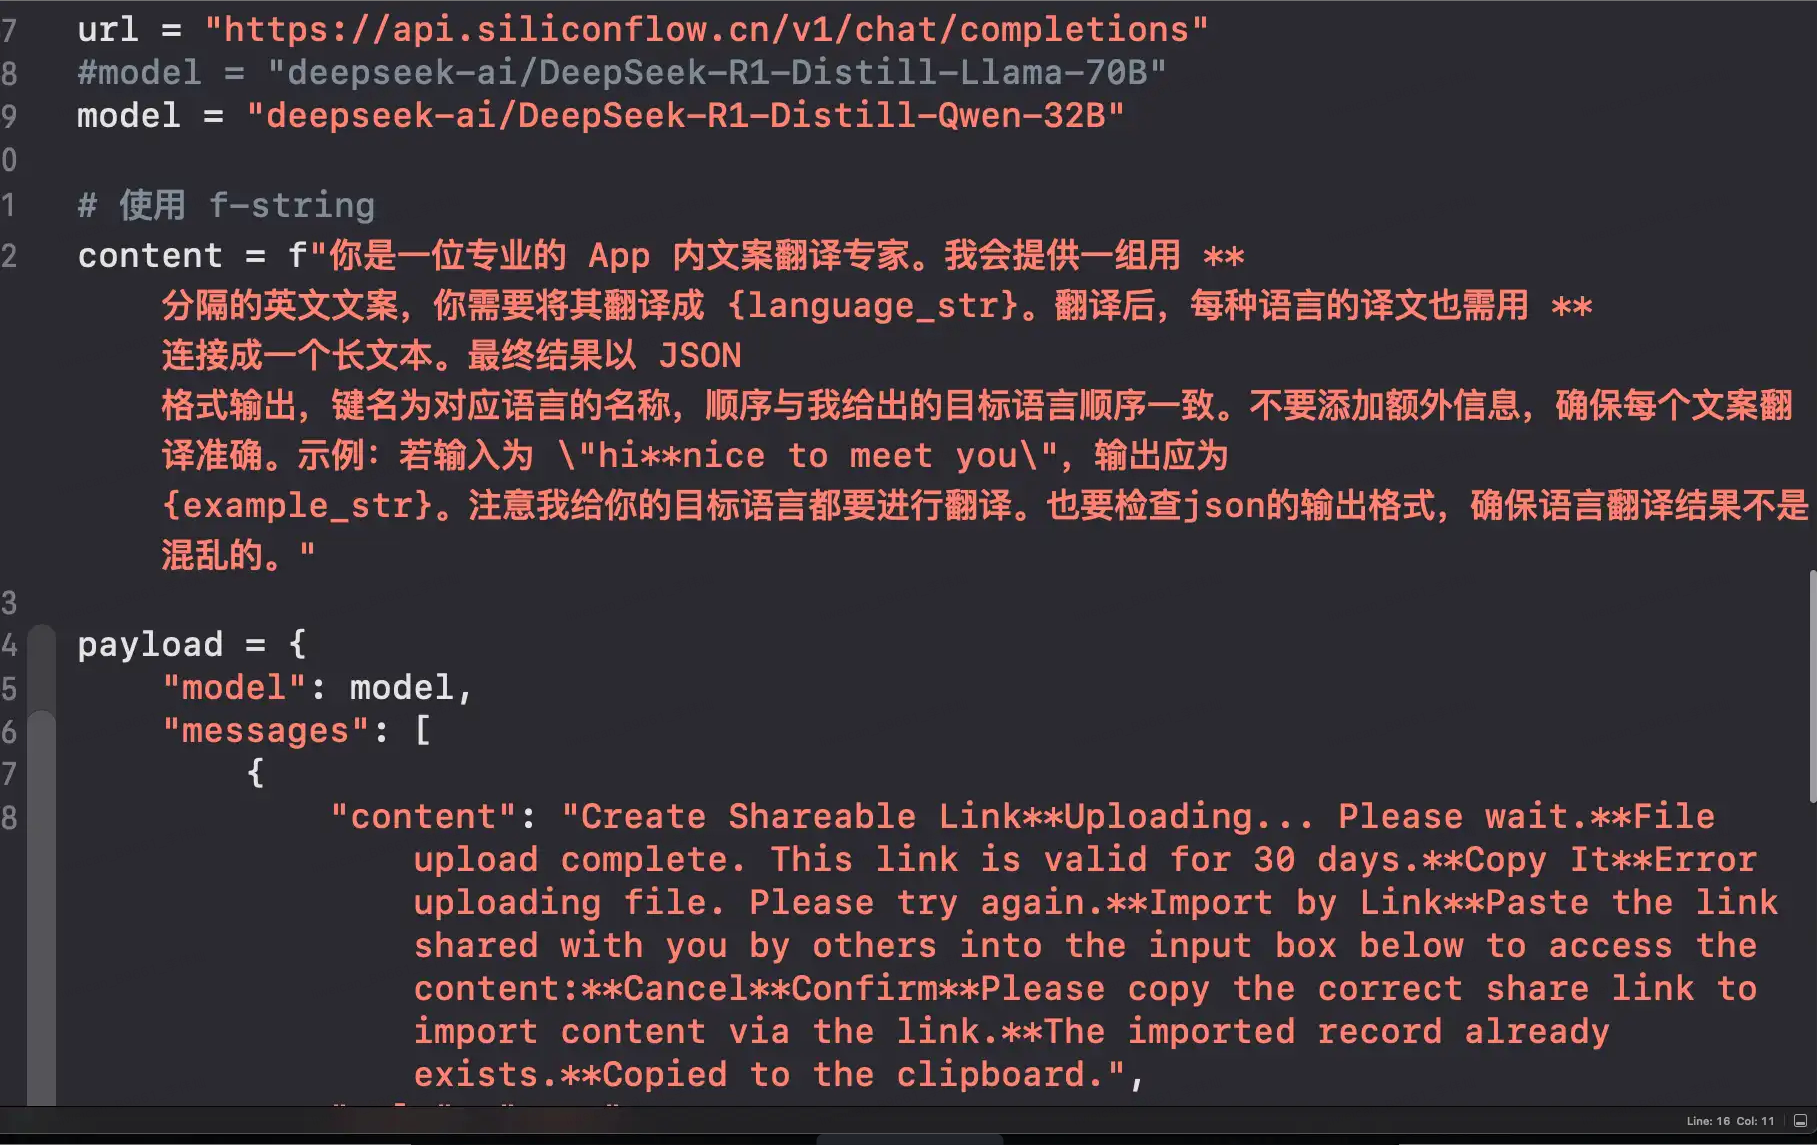 7 url = "https://api.siliconflow.cn/v1/chat/completions"
8 #model = "deepseek-ai/DeepSeek-R1-Distill-Llama-70B"
9 model = "deepseek-ai/DeepSeek-R1-Distill-Qwen-32B"
0
1 # 使用 f-string
2 content = f"你是一位专业的 App 内文案翻译专家。我会提供一组用 **
分隔的英文文案，你需要将其翻译成 {language_str}。翻译后，每种语言的译文也需用 **
连接成一个长文本。最终结果以 JSON
格式输出，键名为对应语言的名称，顺序与我给出的目标语言顺序一致。不要添加额外信息，确保每个文案翻
译准确。示例：若输入为 \"hi**nice to meet you\"，输出应为
{example_str}。注意我给你的目标语言都要进行翻译。也要检查json的输出格式，确保语言翻译结果不是
混乱的。"
3
4 payload = {
5 "model": model,
6 "messages": [
7 {
8 "content": "Create Shareable Link**Uploading... Please wait.**File
upload complete. This link is valid for 30 days.**Copy It**Error
uploading file. Please try again.**Import by Link**Paste the link
shared with you by others into the input box below to access the
content:**Cancel**Confirm**Please copy the correct share link to
import content via the link.**The imported record already
exists.**Copied to the clipboard.",
Line: 16 Col: 11